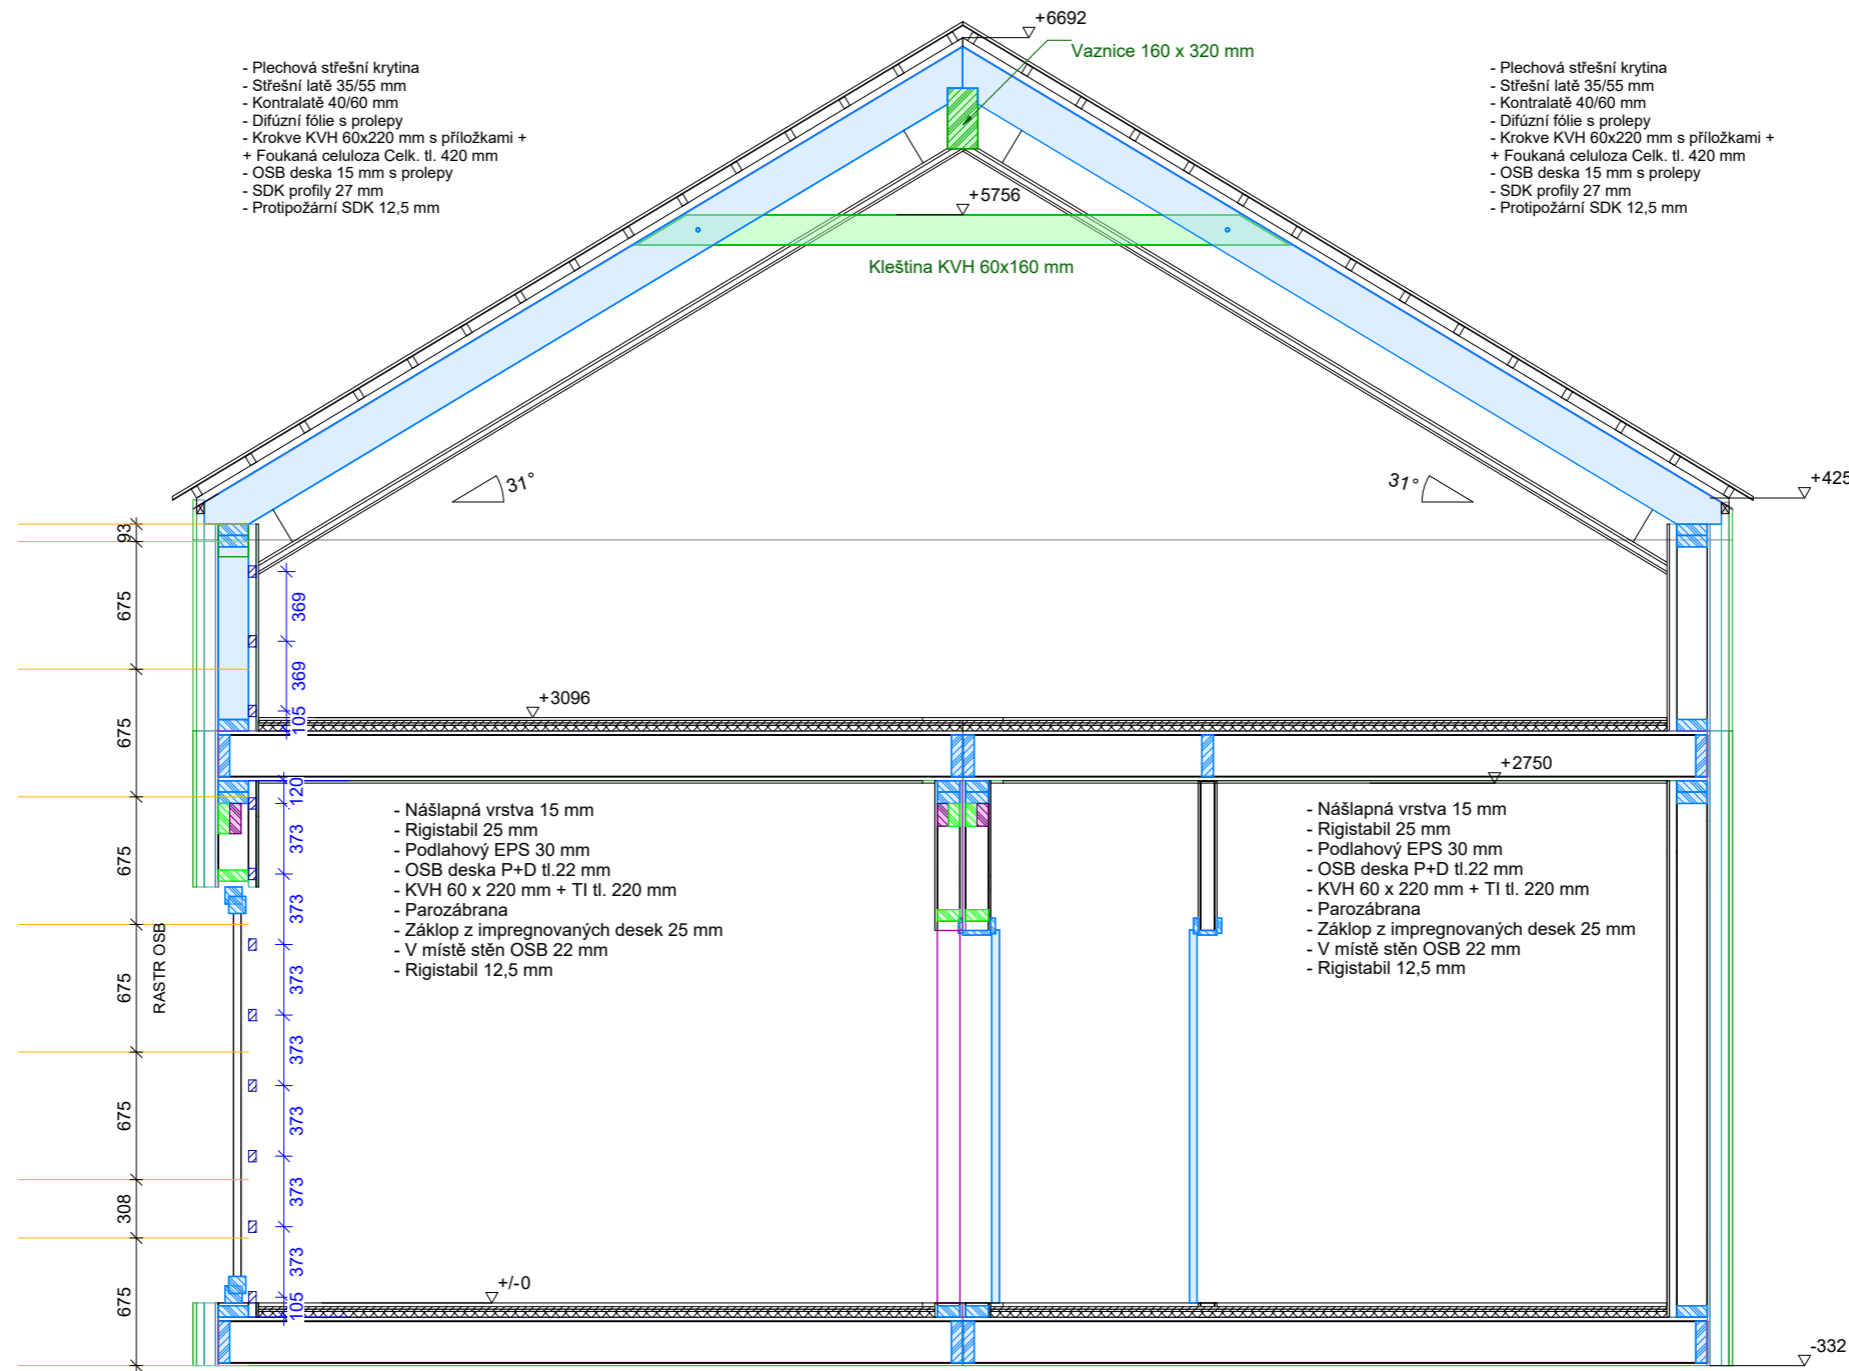 +6692
Vaznice 160 x 320 mm
- Plechová střešní krytina
- Střešní latě 35/55 mm
- Kontralatě 40/60 mm
- Difúzní fólie s prolepy
- Krokve KVH 60x220 mm s příložkami +
+ Foukaná celuloza Celk. tl. 420 mm
- OSB deska 15 mm s prolepy
- SDK profily 27 mm
- Protipožární SDK 12,5 mm
- Plechová střešní krytina
- Střešní latě 35/55 mm
- Kontralatě 40/60 mm
- Difúzní fólie s prolepy
- Krokve KVH 60x220 mm s příložkami +
+ Foukaná celuloza Celk. tl. 420 mm
- OSB deska 15 mm s prolepy
- SDK profily 27 mm
- Protipožární SDK 12,5 mm
+5756
Kleština KVH 60x160 mm
31°
31°
+425
93
675
675
675
675
675
308
675
RASTR OSB
369
369
105
+3096
120
373
373
373
373
373
373
373
105
+2750
- Nášlapná vrstva 15 mm
- Rigistabil 25 mm
- Podlahový EPS 30 mm
- OSB deska P+D tl.22 mm
- KVH 60 x 220 mm + TI tl. 220 mm
- Parozábrana
- Záklop z impregnovaných desek 25 mm
- V místě stěn OSB 22 mm
- Rigistabil 12,5 mm
- Nášlapná vrstva 15 mm
- Rigistabil 25 mm
- Podlahový EPS 30 mm
- OSB deska P+D tl.22 mm
- KVH 60 x 220 mm + TI tl. 220 mm
- Parozábrana
- Záklop z impregnovaných desek 25 mm
- V místě stěn OSB 22 mm
- Rigistabil 12,5 mm
+/-0
-332